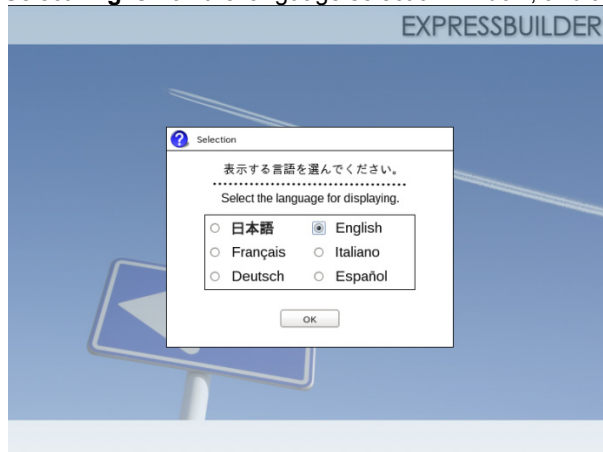 EXPRESSBUILDER
Selection
表示する言語を選んでください。
Select the language for displaying.
日本語 English
Français Italiano
Deutsch Español
OK